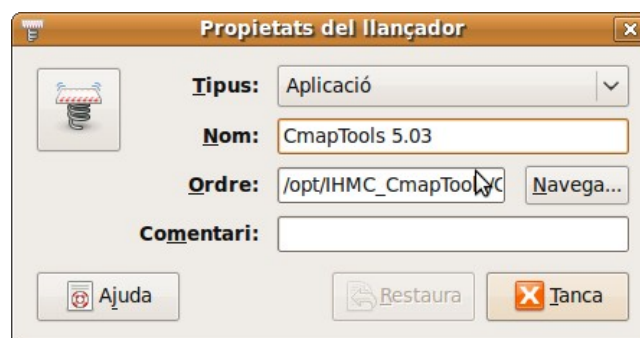 Propietats del llançador
Tipus: Aplicació
Nom: CmapTools 5.03
Ordre: /opt/IHMC_CmapTools/C Navega...
Comentari:
Ajuda Restaura Tanca